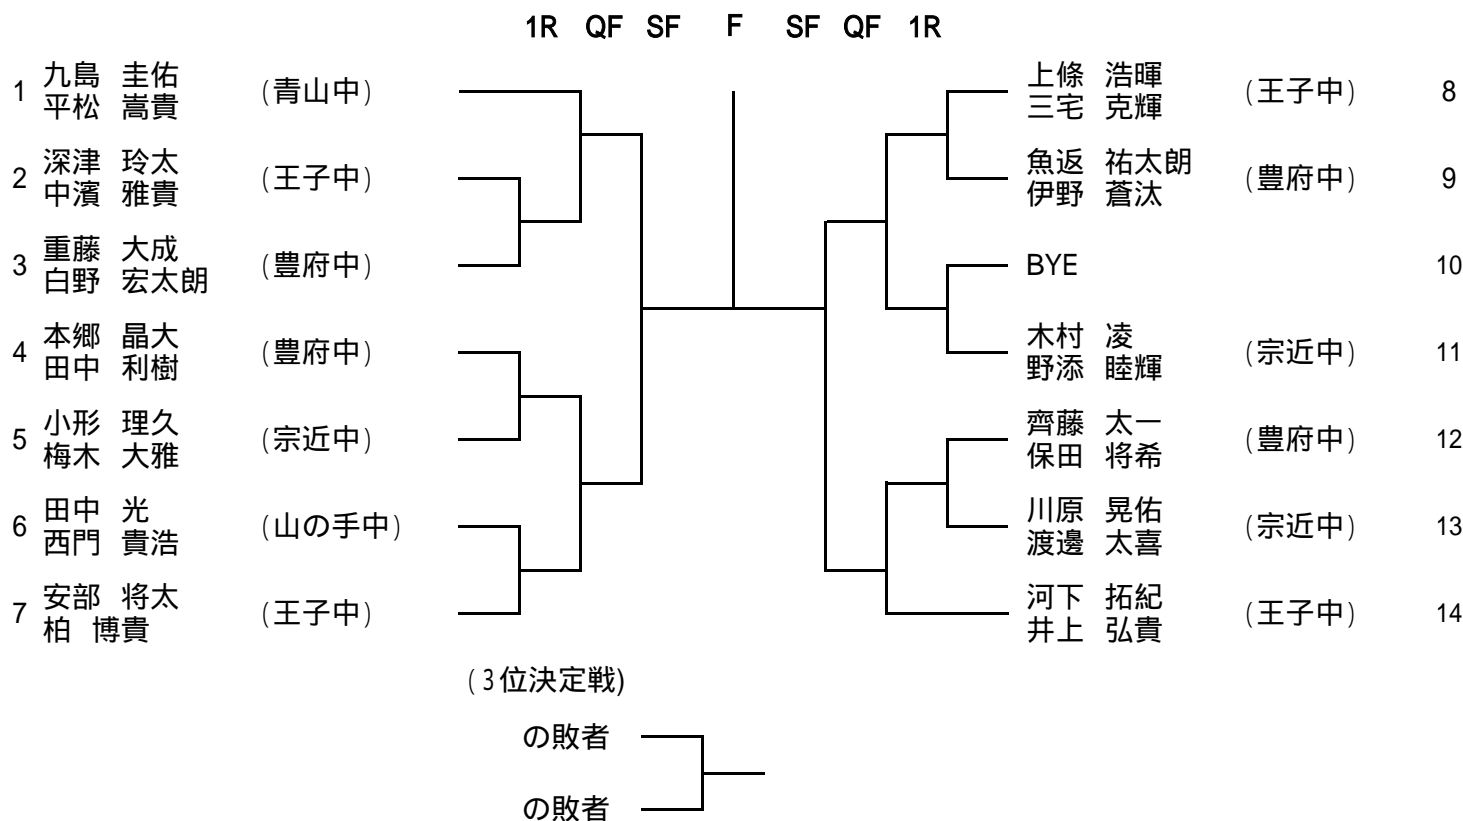 1R QF SF F SF QF 1R
1 九島 圭佑 平松 嵩貴 (青山中)
2 深津 玲太 中濱 雅貴 (王子中)
3 重藤 大成 白野 宏太朗 (豊府中)
4 本郷 晶大 田中 利樹 (豊府中)
5 小形 理久 梅木 大雅 (宗近中)
6 田中 光 西門 貴浩 (山の手中)
7 安部 将太 柏 博貴 (王子中)
上條 浩暉 三宅 克輝 (王子中) 8
魚返 祐太朗 伊野 蒼汰 (豊府中) 9
BYE 10
木村 凌 野添 睦輝 (宗近中) 11
齊藤 太一 保田 将希 (豊府中) 12
川原 晃佑 渡邊 太喜 (宗近中) 13
河下 拓紀 井上 弘貴 (王子中) 14
(3位決定戦)
の敗者
の敗者